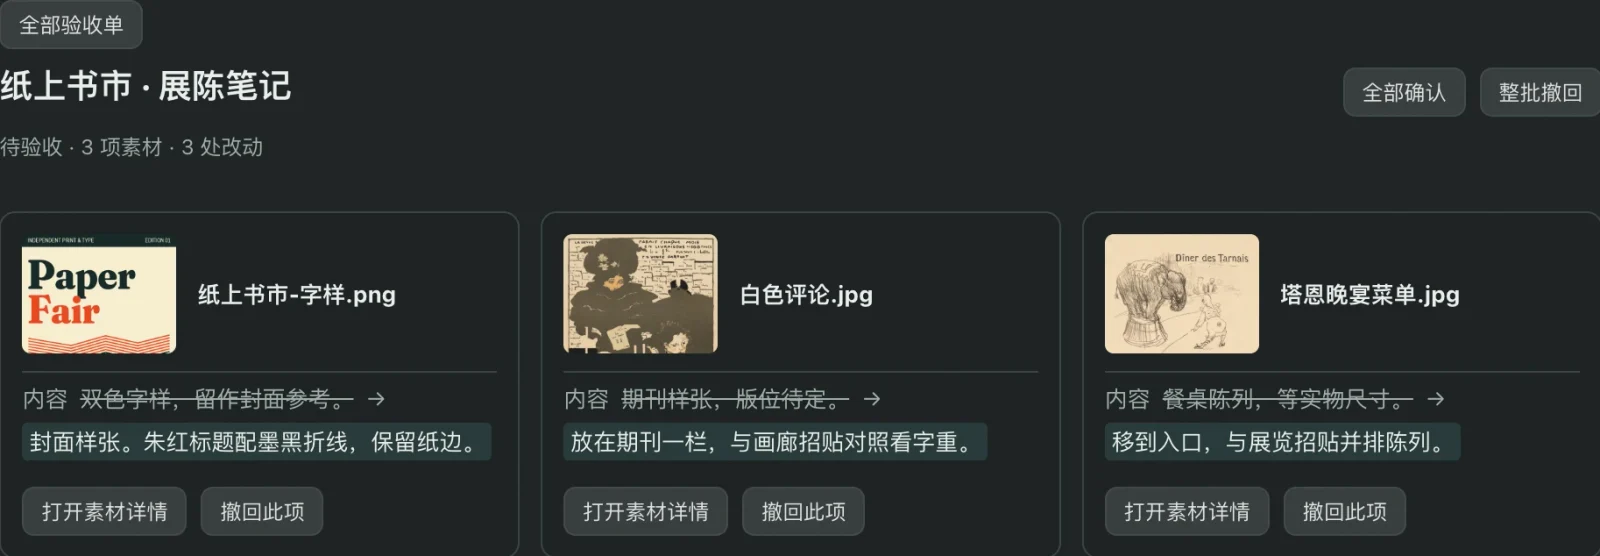 全部验收单
纸上书市 · 展陈笔记
全部确认
整批撤回
待验收 · 3 项素材 · 3 处改动
INDEPENDENT PRINT & TYPE
EDITION 01
Paper
Fair
纸上书市-字样.png
内容 双色字样，留作封面参考。 →
封面样张。朱红标题配墨黑折线，保留纸边。
打开素材详情
撤回此项
白色评论.jpg
内容 期刊样张，版位待定。 →
放在期刊一栏，与画廊招贴对照看字重。
打开素材详情
撤回此项
Diner des Tarnais
塔恩晚宴菜单.jpg
内容 餐桌陈列，等实物尺寸。 →
移到入口，与展览招贴并排陈列。
打开素材详情
撤回此项